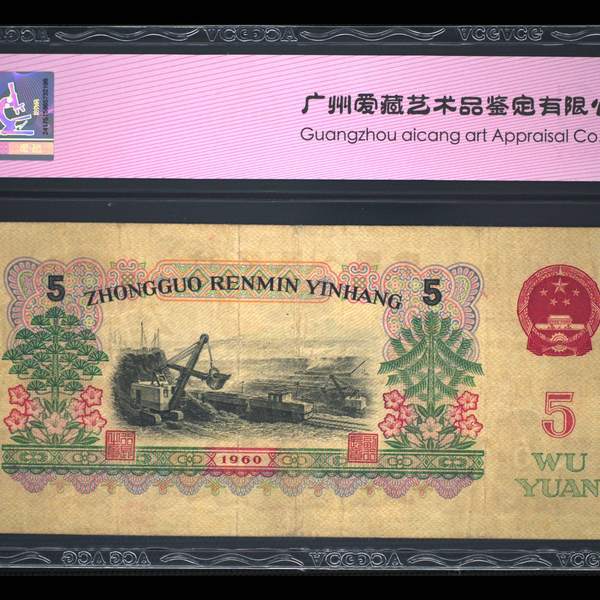 广州爱藏艺术品鉴定有限公
Guangzhou aicang art Appraisal Co.
5 ZHONGGUO RENMIN YINHANG 5
5
1960
WU
YUAN